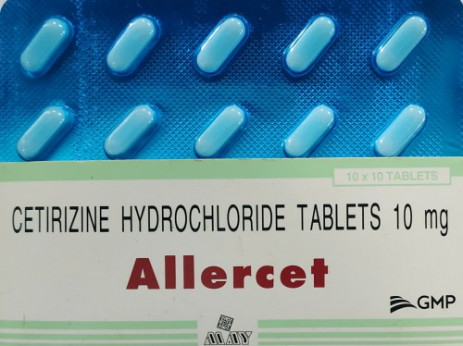 10 x 10 TABLETS
CETIRIZINE HYDROCHLORIDE TABLETS 10 mg
Allercet
GMP